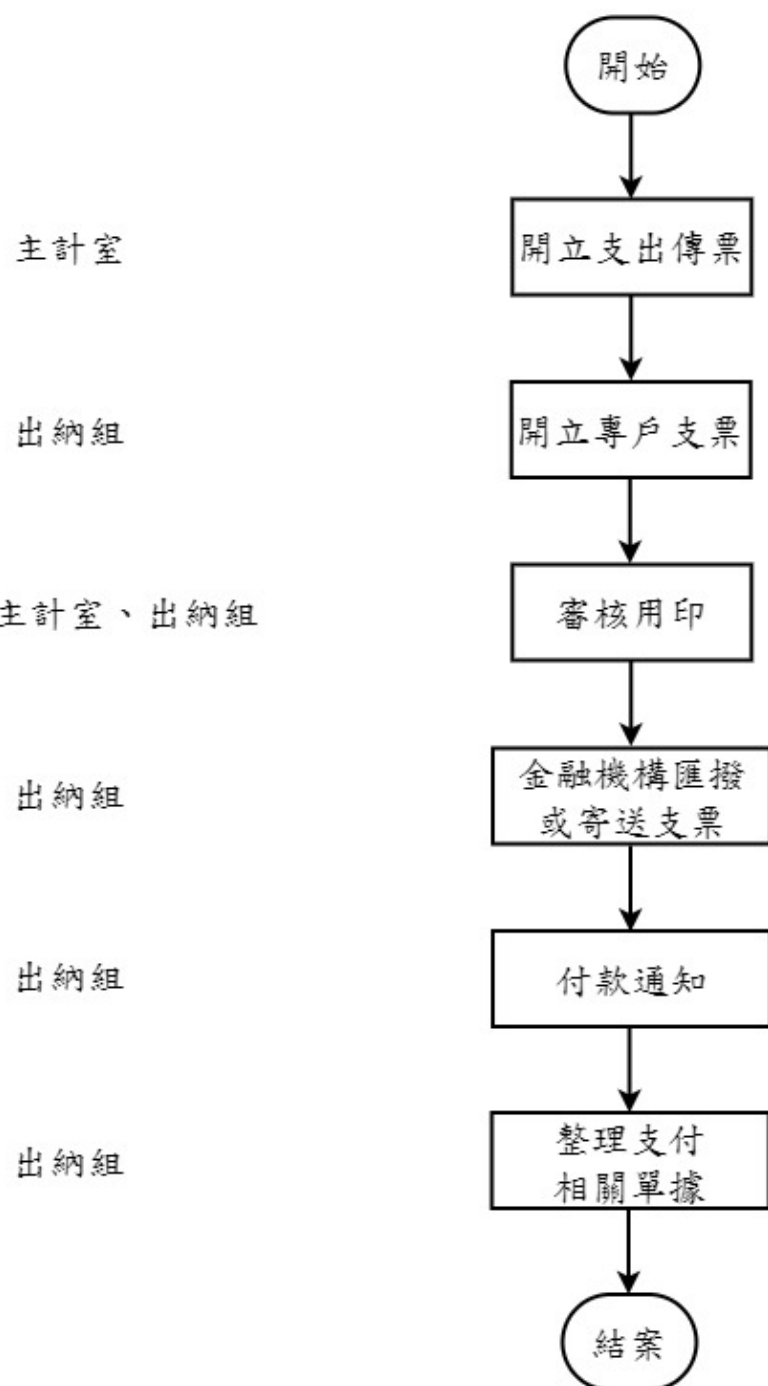 開始
主計室
開立支出傳票
出納組
開立專戶支票
主計室、出納組
審核用印
出納組
金融機構匯撥
或寄送支票
出納組
付款通知
出納組
整理支付
相關單據
結案